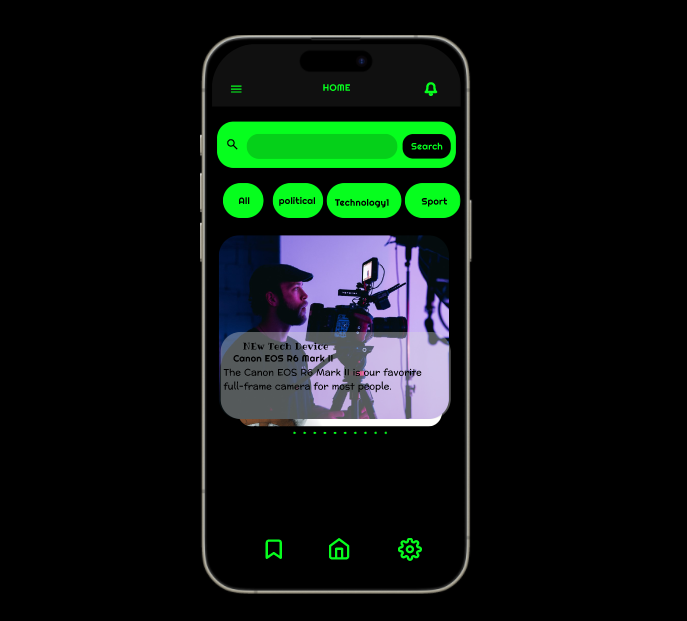 HOME
Search
All political Technology1 Sport
NEw Tech Device
Canon EOS R6 Mark II
The Canon EOS R6 Mark II is our favorite
full-frame camera for most people.